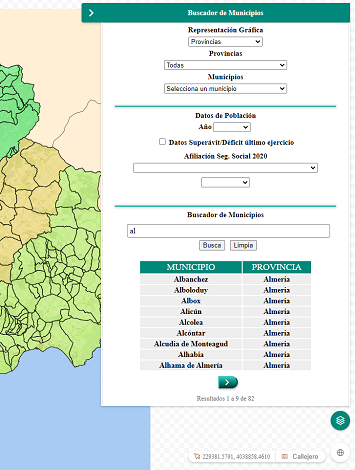 Buscador de Municipios
Representación Gráfica
Provincias
Provincias
Todas
Municipios
Selecciona un municipio
Datos de Población
Año
Datos Superávit/Déficit último ejercicio
Afiliación Seg. Social 2020
Buscador de Municipios
al
Busca Limpia
MUNICIPIO PROVINCIA
Albanchez Almería
Alboloduy Almería
Albox Almería
Alicún Almería
Alcolea Almería
Alcóntar Almería
Alcudia de Monteagud Almería
Alhabia Almería
Alhama de Almería Almería
Resultados 1 a 9 de 82
229381.5791, 4038858.4610 Callejero